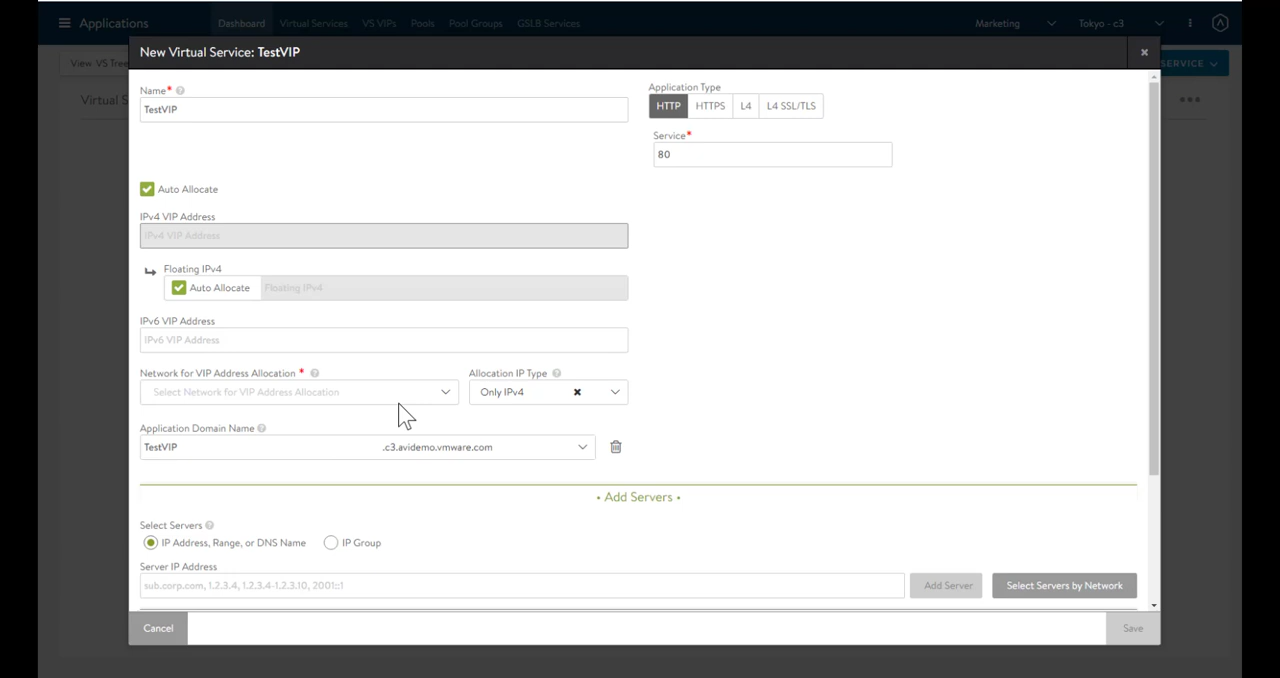 Applications
Dashboard
Virtual Services
VS VIPs
Pools
Pool Groups
GSLB Services
Marketing
Tokyo - c3
View: VS Tree
SERVICE
Virtual S
New Virtual Service: TestVIP
Name*
TestVIP
Application Type
HTTP
HTTPS
L4
L4 SSL/TLS
Service*
80
Auto Allocate
IPv4 VIP Address
IPv4 VIP Address
Floating IPv4
Auto Allocate
Floating IPv4
IPv6 VIP Address
IPv6 VIP Address
Network for VIP Address Allocation *
Select Network for VIP Address Allocation
Allocation IP Type
Only IPv4
Application Domain Name
TestVIP
.c3.avidemo.vmware.com
• Add Servers •
Select Servers
IP Address, Range, or DNS Name
IP Group
Server IP Address
sub.corp.com, 1.2.3.4, 1.2.3.4-1.2.3.10, 2001::1
Add Server
Select Servers by Network
Cancel
Save